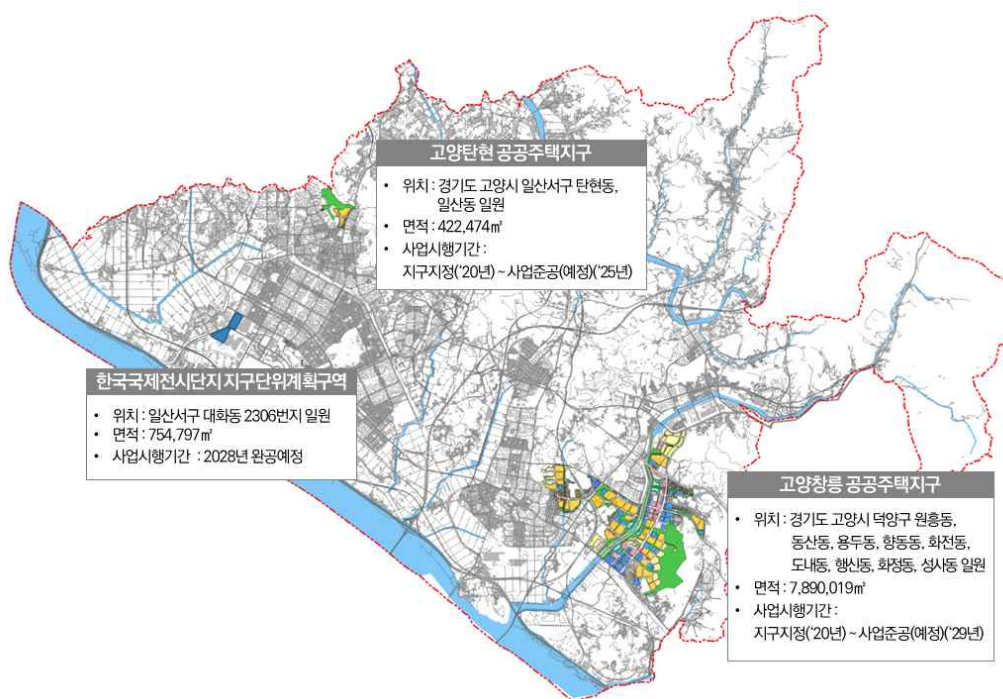 고양탄현 공공주택지구
• 위치 : 경기도 고양시 일산서구 탄현동,
일산동 일원
• 면적 : 422,474㎡
• 사업시행기간 :
지구지정('20년) ~ 사업준공(예정)('25년)
한국국제전시단지 지구단위계획구역
• 위치 : 일산서구 대화동 2306번지 일원
• 면적 : 754,797㎡
• 사업시행기간 : 2028년 완공예정
고양창릉 공공주택지구
• 위치 : 경기도 고양시 덕양구 원흥동,
동산동, 용두동, 향동동, 화전동,
도내동, 행신동, 화정동, 성사동 일원
• 면적 : 7,890,019㎡
• 사업시행기간 :
지구지정('20년) ~ 사업준공(예정)('29년)